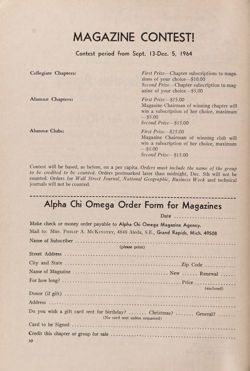 MAGAZINE CONTEST!
Contest period from Sept. 13-Dec. 5, 1964
Collegiate Chapters:
First Prize—Chapter subscriptions to maga-
zines of your choice—$10.00
Second Prize—Chapter subscription to mag-
azine of your choice—$5.00
Alumnae Chapters:
First Prize—$15.00
Magazine Chairman of winning chapter will
win a subscription of her choice, maximum
—$5.00
Second Prize—$15.00
Alumnae Clubs:
First Prize—$15.00
Magazine Chairman of winning club will
win a subscription of her choice, maximum
—$5.00
Second Prize—$15.00
Contest will be based, as before, on a per capita. Orders must include the name of the group
to be credited to be counted. Orders postmarked later than midnight, Dec. 5th will not be
counted. Orders for Wall Street Journal, National Geographic, Business Week and technical
journals will not be counted.
Alpha Chi Omega Order Form for Magazines
Date
Make check or money order payable to Alpha Chi Omega Magazine Agency.
Mail to: Mrs. Philip A. McKinstry, 4540 Aleda, S.E., Grand Rapids, Mich. 49508
Name of Subscriber
(please print)
Street Address
City and State Zip Code
Name of Magazine New Renewal
For how long? Price
(enclosed)
Donor (if gift)
Address
Do you wish a gift card sent for birthday? Christmas? General?
(No card sent unless requested)
Card to be Signed
Credit this chapter or group for sale